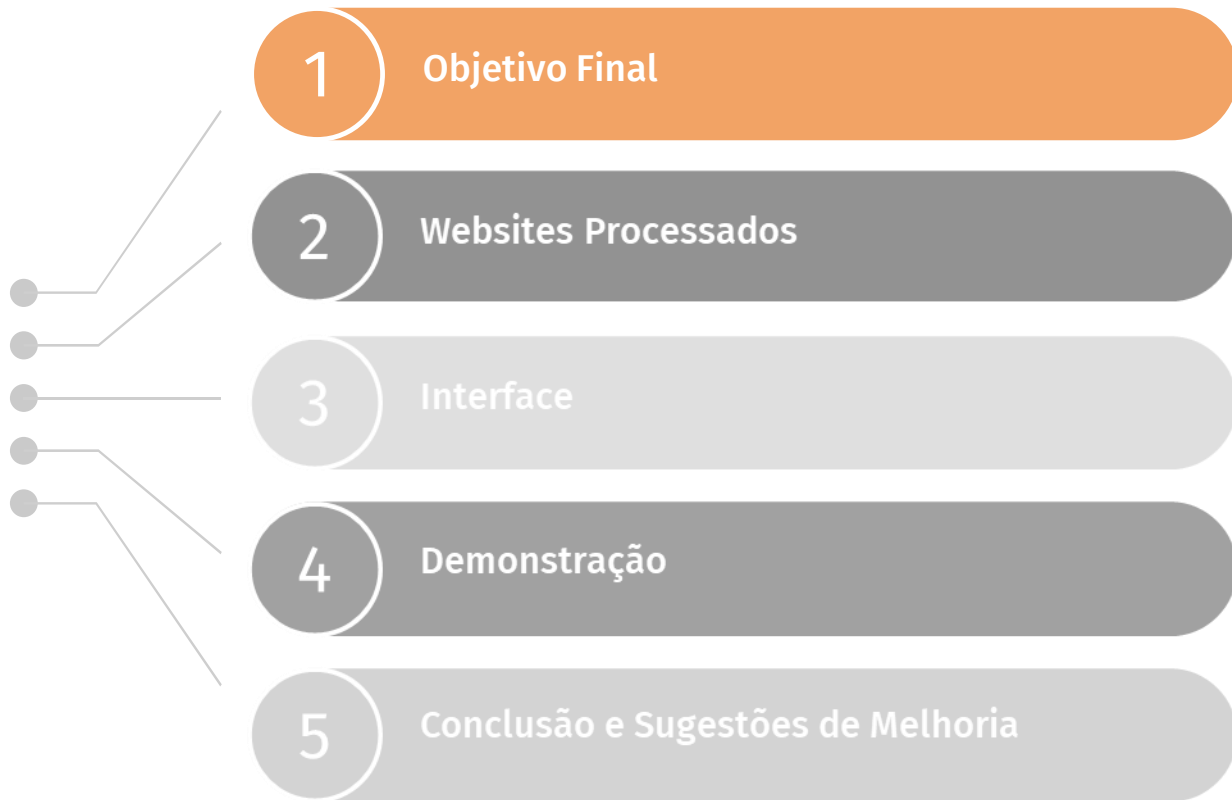 1 Objetivo Final
2 Websites Processados
3 Interface
4 Demonstração
5 Conclusão e Sugestões de Melhoria